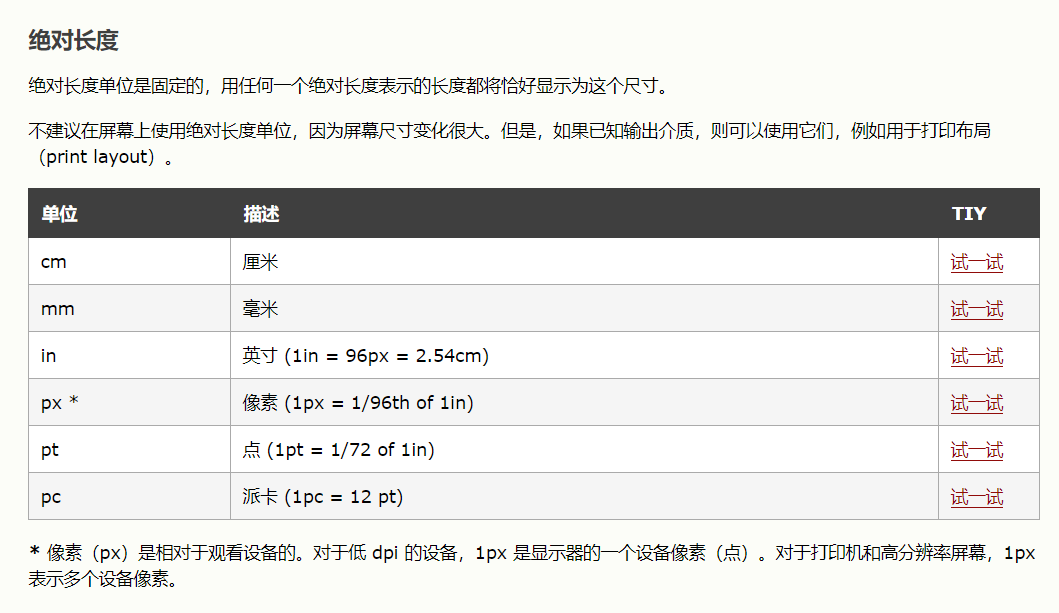 绝对长度
绝对长度单位是固定的，用任何一个绝对长度表示的长度都将恰好显示为这个尺寸。
不建议在屏幕上使用绝对长度单位，因为屏幕尺寸变化很大。但是，如果已知输出介质，则可以使用它们，例如用于打印布局
（print layout）。
单位 描述 TIY
cm 厘米 试一试
mm 毫米 试一试
in 英寸 (1in = 96px = 2.54cm) 试一试
px * 像素 (1px = 1/96th of 1in) 试一试
pt 点 (1pt = 1/72 of 1in) 试一试
pc 派卡 (1pc = 12 pt) 试一试
* 像素（px）是相对于观看设备的。对于低 dpi 的设备，1px 是显示器的一个设备像素（点）。对于打印机和高分辨率屏幕，1px
表示多个设备像素。